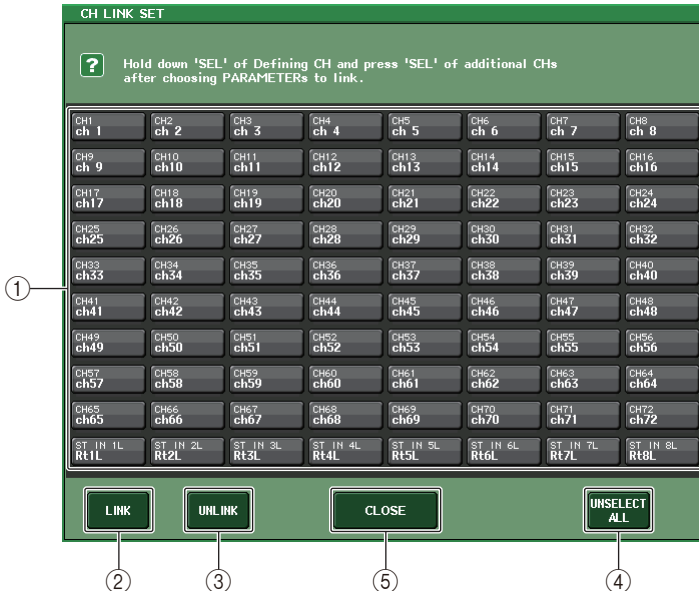 CH LINK SET
? Hold down 'SEL' of Defining CH and press 'SEL' of additional CHs
after choosing PARAMETERs to link.
CH1 CH2 CH3 CH4 CH5 CH6 CH7 CH8
ch 1 ch 2 ch 3 ch 4 ch 5 ch 6 ch 7 ch 8
CH9 CH10 CH11 CH12 CH13 CH14 CH15 CH16
ch 9 ch10 ch11 ch12 ch13 ch14 ch15 ch16
CH17 CH18 CH19 CH20 CH21 CH22 CH23 CH24
ch17 ch18 ch19 ch20 ch21 ch22 ch23 ch24
CH25 CH26 CH27 CH28 CH29 CH30 CH31 CH32
ch25 ch26 ch27 ch28 ch29 ch30 ch31 ch32
CH33 CH34 CH35 CH36 CH37 CH38 CH39 CH40
ch33 ch34 ch35 ch36 ch37 ch38 ch39 ch40
CH41 CH42 CH43 CH44 CH45 CH46 CH47 CH48
ch41 ch42 ch43 ch44 ch45 ch46 ch47 ch48
CH49 CH50 CH51 CH52 CH53 CH54 CH55 CH56
ch49 ch50 ch51 ch52 ch53 ch54 ch55 ch56
CH57 CH58 CH59 CH60 CH61 CH62 CH63 CH64
ch57 ch58 ch59 ch60 ch61 ch62 ch63 ch64
CH65 CH66 CH67 CH68 CH69 CH70 CH71 CH72
ch65 ch66 ch67 ch68 ch69 ch70 ch71 ch72
ST IN 1L ST IN 2L ST IN 3L ST IN 4L ST IN 5L ST IN 6L ST IN 7L ST IN 8L
Rt1L Rt2L Rt3L Rt4L Rt5L Rt6L Rt7L Rt8L
①
LINK UNLINK CLOSE UNSELECT
ALL
② ③ ⑤ ④